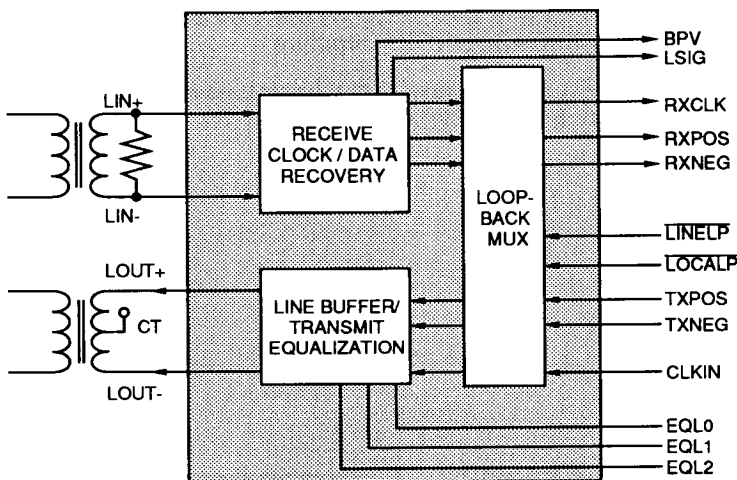 BPV
LSIG
LIN+
RXCLK
RECEIVE
CLOCK / DATA
RECOVERY
RXPOS
RXNEG
LIN-
LOOP-
BACK
MUX
LINELP
LOCALP
LOUT+
LINE BUFFER/
TRANSMIT
EQUALIZATION
TXPOS
TXNEG
CT
CLKIN
LOUT-
EQL0
EQL1
EQL2